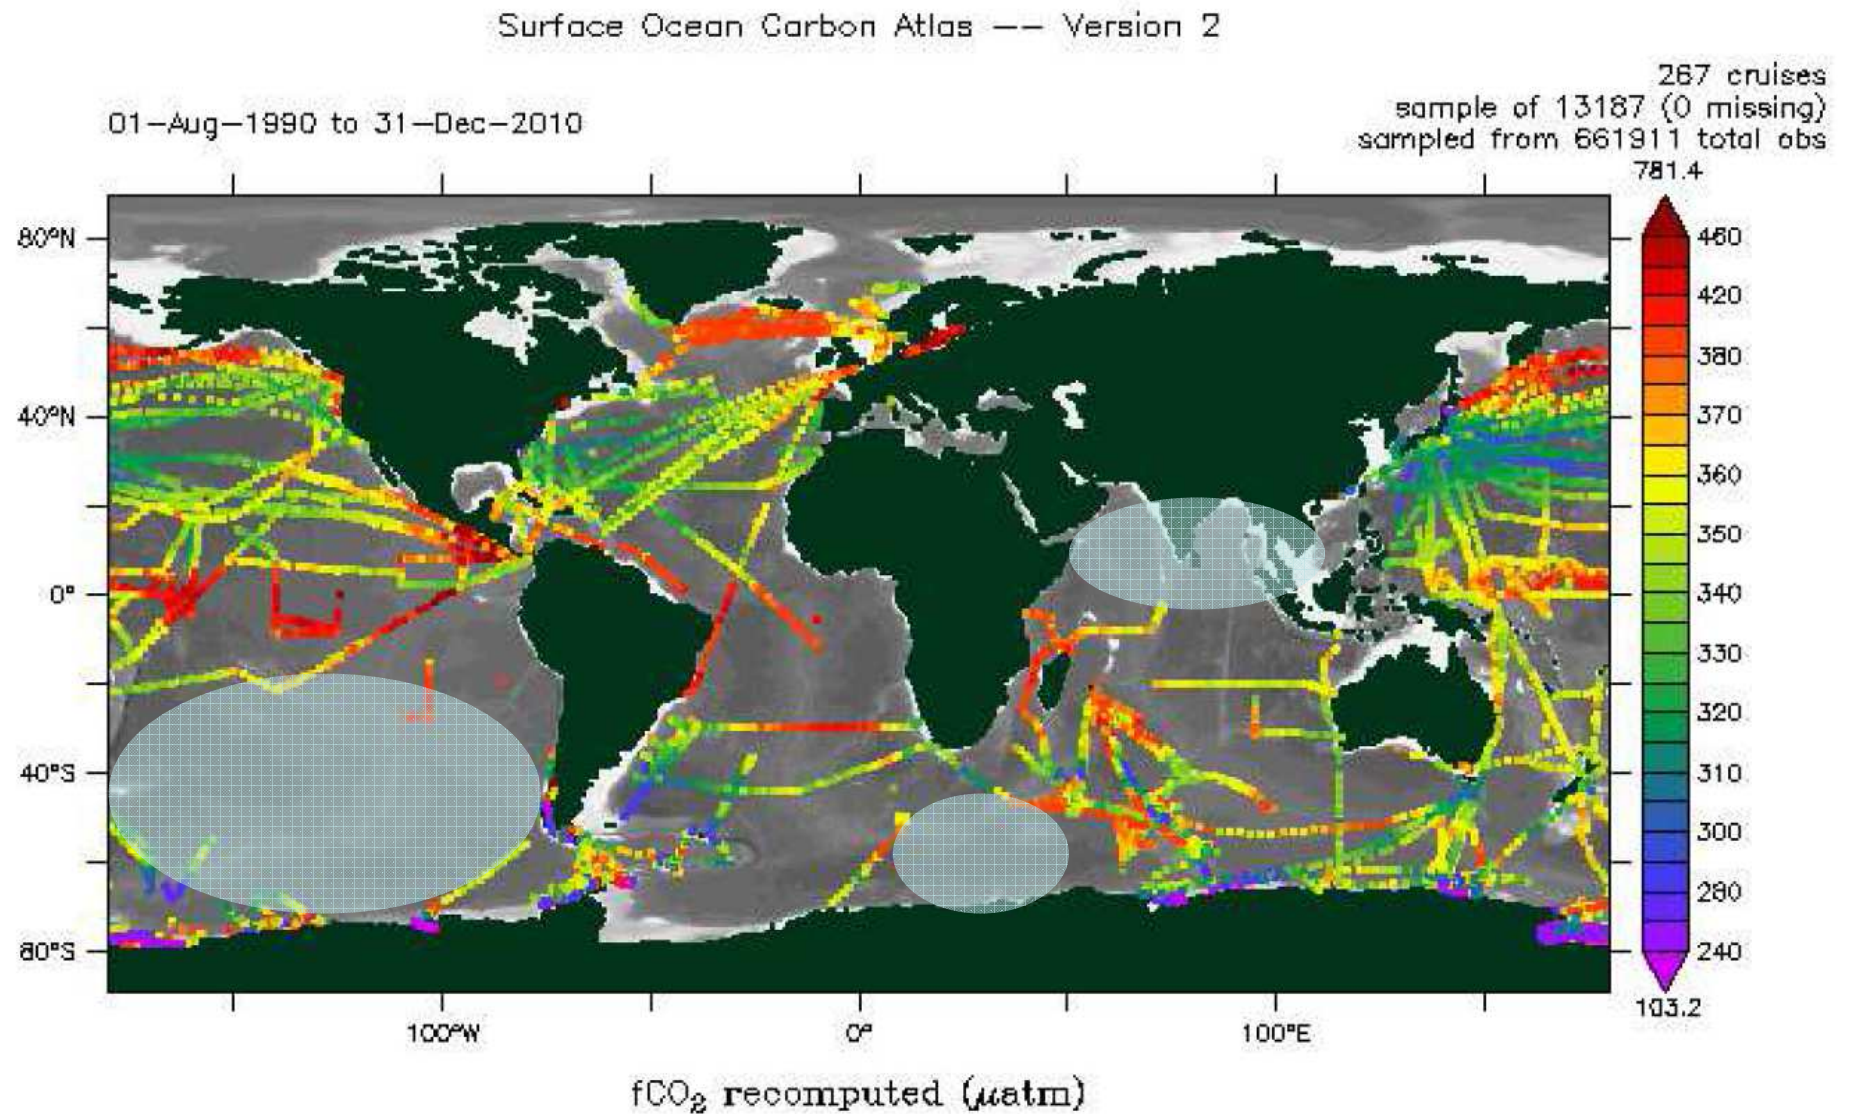 Surface Ocean Carbon Atlas –– Version 2
267 cruises
01–Aug–1990 to 31–Dec–2010
sample of 13187 (0 missing)
sampled from 661911 total obs
781.4
80°N
40°N
0°
40°S
80°S
100°W
0°
100°E
460
420
380
370
360
350
340
330
320
310
300
280
240
103.2
fCO₂ recomputed (μatm)